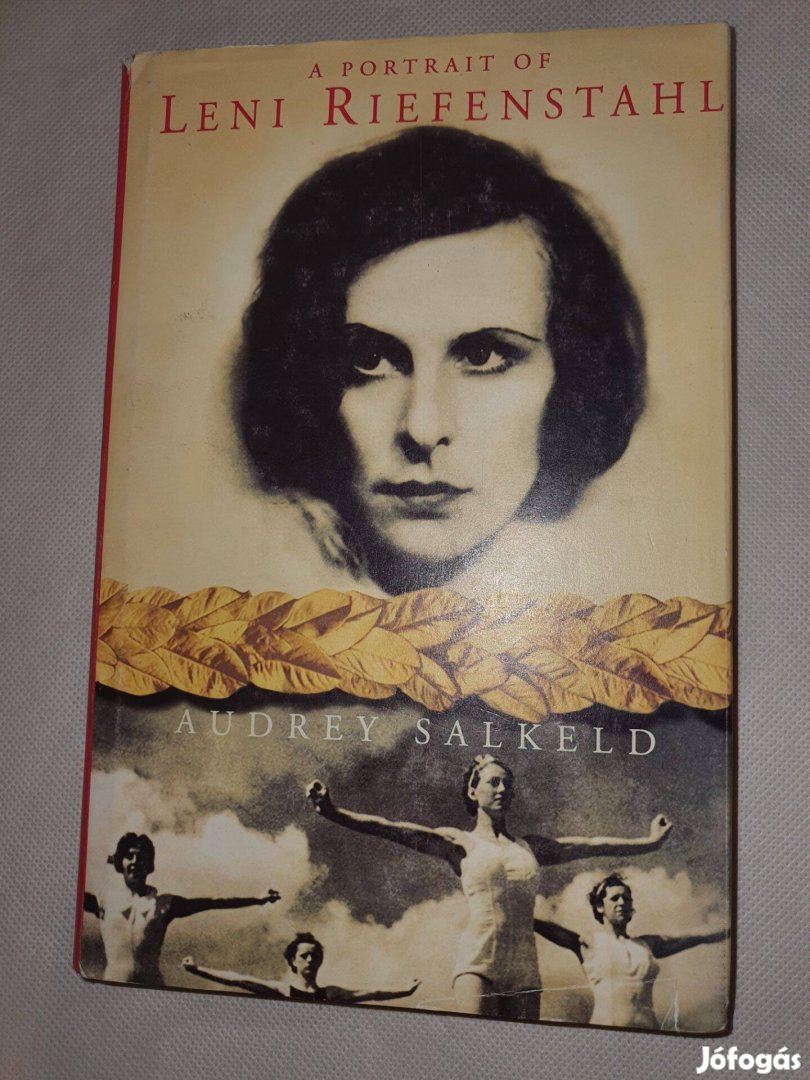 A PORTRAIT OF
LENI RIEFENSTAHL
AUDREY SALKELD
Jófogás